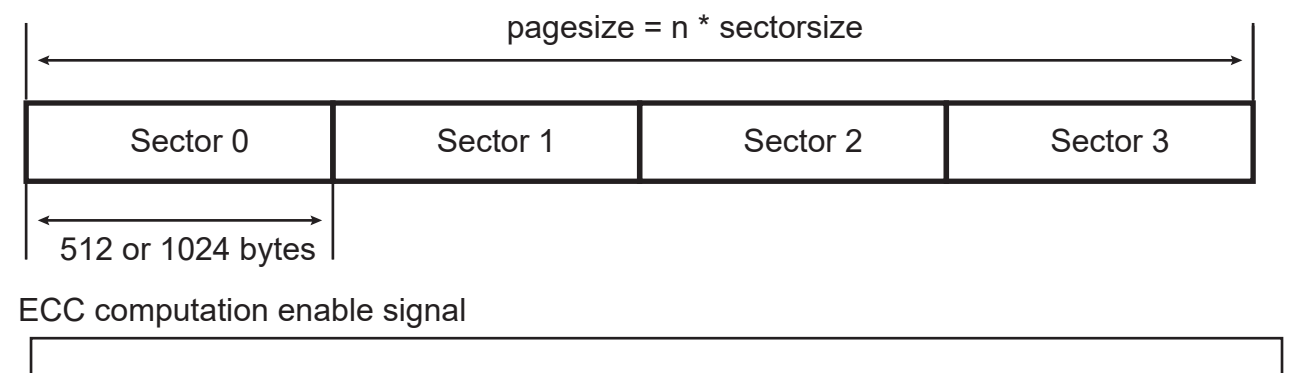 pagesize = n * sectorsize
Sector 0 Sector 1 Sector 2 Sector 3
512 or 1024 bytes
ECC computation enable signal